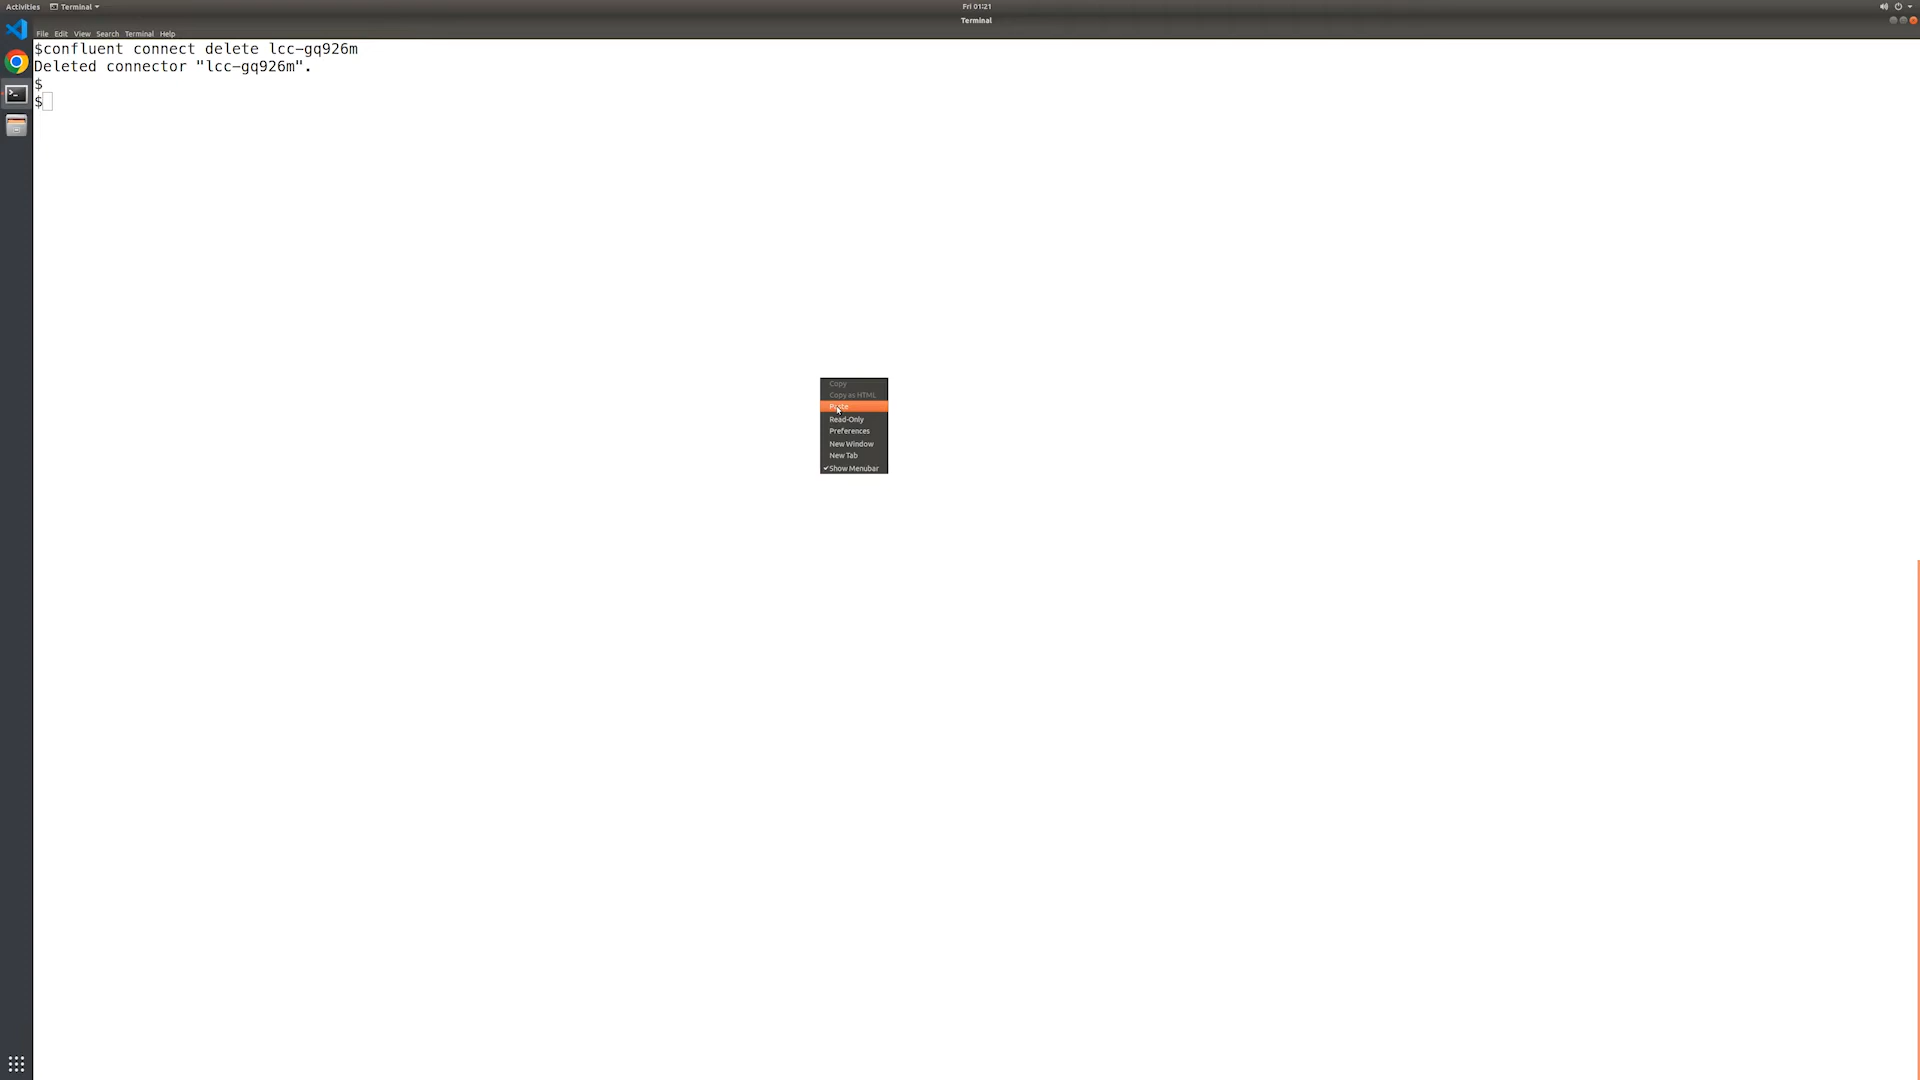 Activities Terminal Fri 01:21
Terminal
File Edit View Search Terminal Help
$confluent connect delete lcc-gq926m
Deleted connector "lcc-gq926m".
$
$
Copy
Copy as HTML
Paste
Read-Only
Preferences
New Window
New Tab
Show Menubar